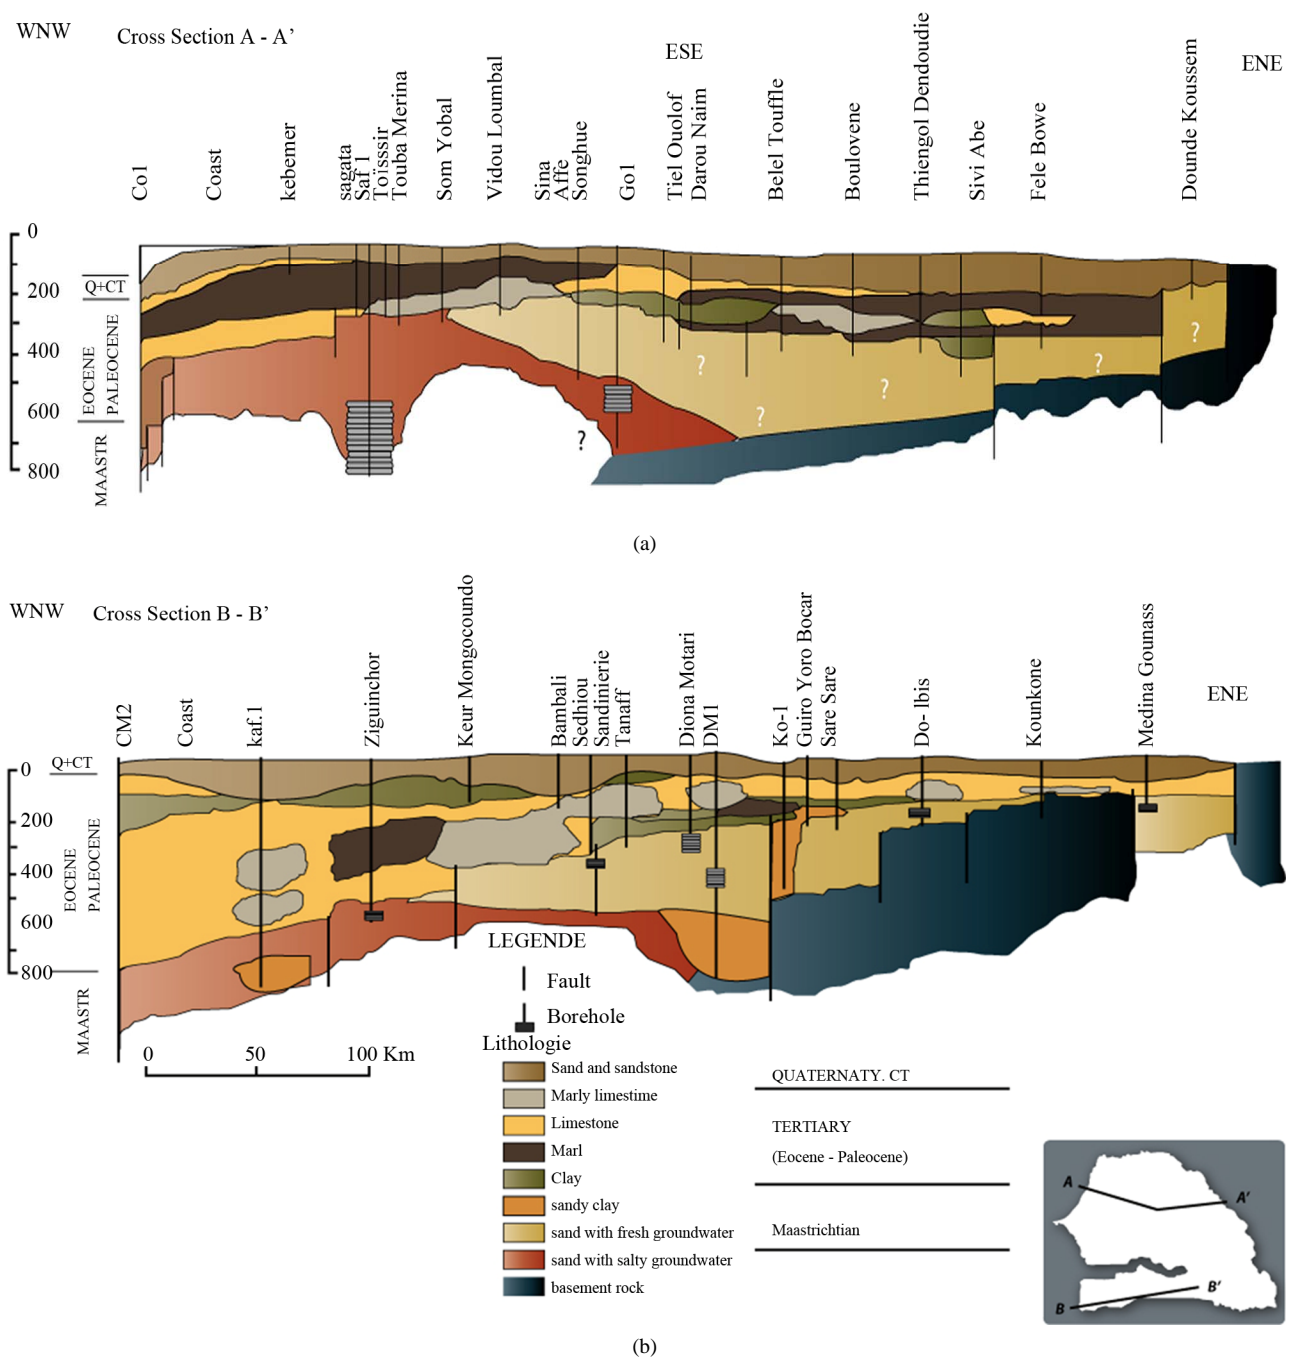 WNW
Cross Section A - A’
ESE
ENE
Co1
Coast
kebemer
sagata
Saf 1
Toïsssir
Touba Merina
Som Yobal
Vidou Loumbal
Sina
Affe
Songhue
Go1
Tiel Ouolof
Darou Naim
Belel Touffle
Boulovene
Thiengol Dendoudie
Sivi Abe
Fele Bowe
Dounde Koussem
0
200
400
600
800
Q+CT
EOCENE
PALEOCENE
MAASTR
?
?
?
?
?
?
(a)
WNW
Cross Section B - B’
ENE
CM2
Coast
kaf.1
Ziguinchor
Keur Mongocoundo
Bambali
Sedhiou
Sandinierie
Tanaff
Diona Motari
DM1
Ko-1
Guiro Yoro Bocar
Sare Sare
Do- Ibis
Kounkone
Medina Gounass
Q+CT
0
200
400
600
800
EOCENE
PALEOCENE
MAASTR
0 50 100 Km
LEGENDE
Fault
Borehole
Lithologie
Sand and sandstone
Marly limestime
Limestone
Marl
Clay
sandy clay
sand with fresh groundwater
sand with salty groundwater
basement rock
QUATERNATY. CT
TERTIARY
(Eocene - Paleocene)
Maastrichtian
A
A'
B
B'
(b)